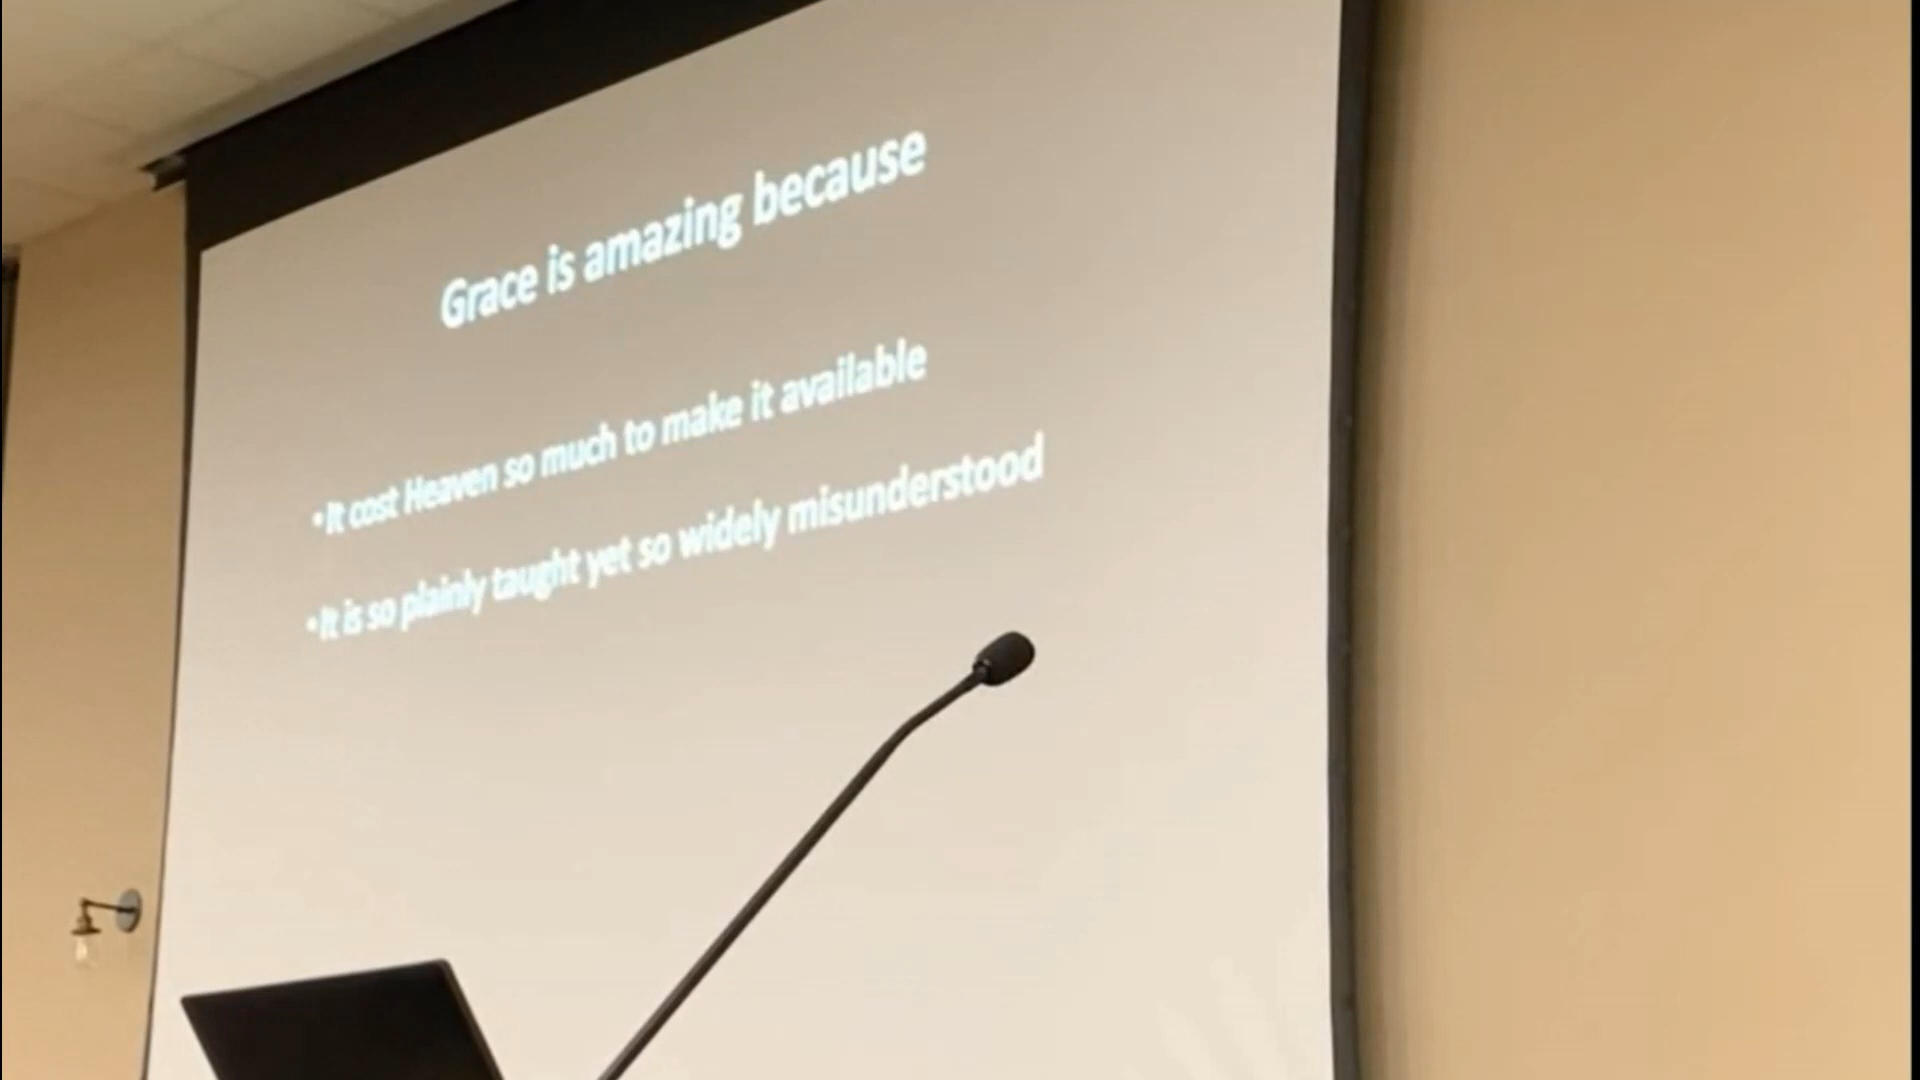 Grace is amazing because
•It cost Heaven so much to make it available
•It is so plainly taught yet so widely misunderstood